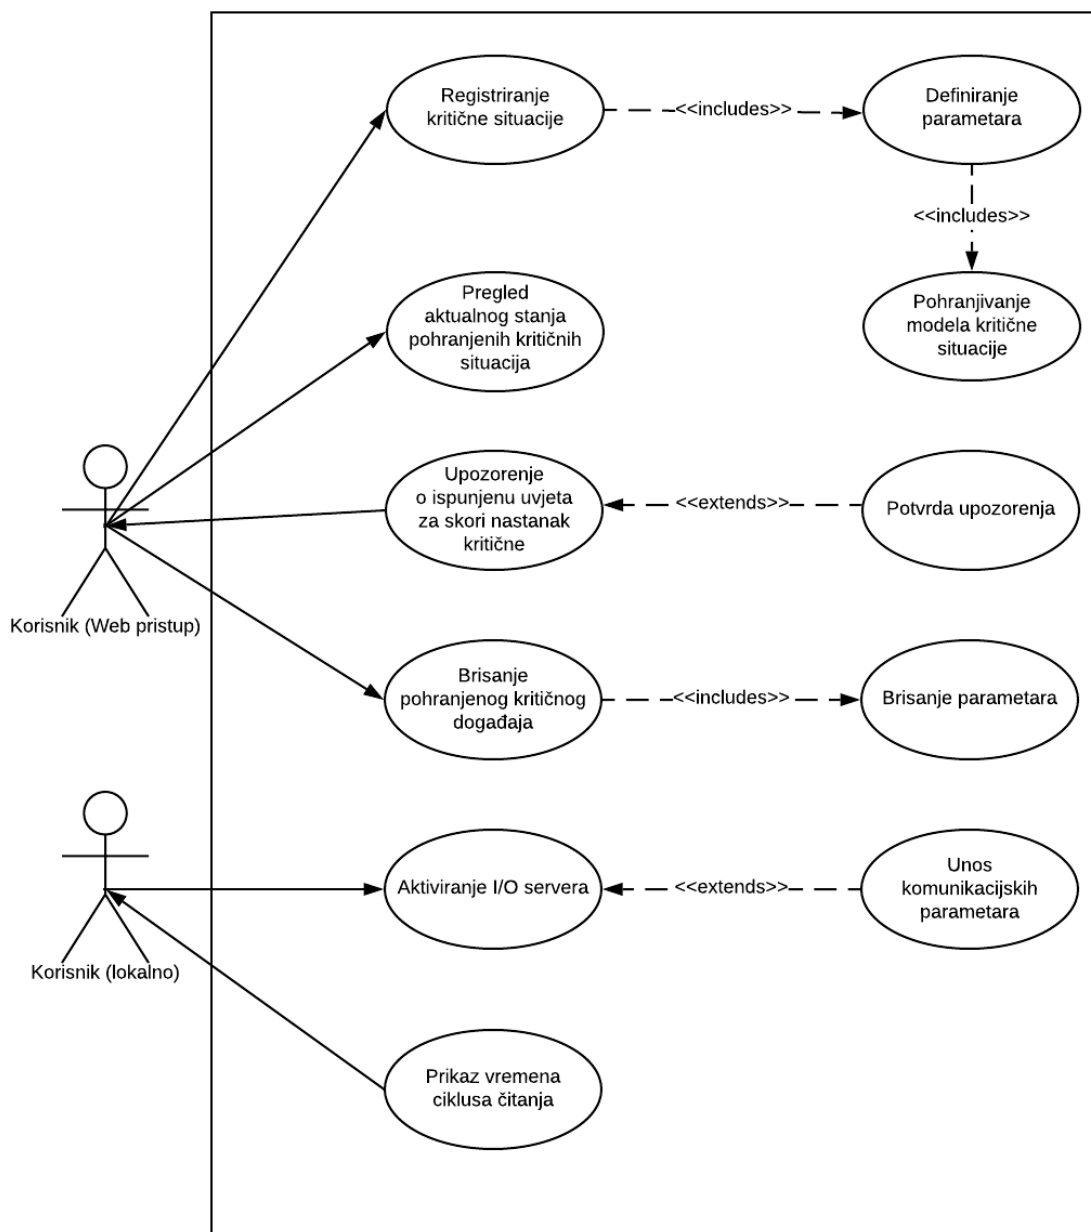 Registriranje
kritične situacije
<<includes>>
Definiranje
parametara
<<includes>>
Pregled
aktualnog stanja
pohranjenih kritičnih
situacija
Pohranjivanje
modela kritične
situacije
Upozorenje
o ispunjenu uvjeta
za skori nastanak
kritične
<<extends>>
Potvrda upozorenja
Korisnik (Web pristup)
Brisanje
pohranjenog kritičnog
događaja
<<includes>>
Brisanje parametara
Aktiviranje I/O servera
<<extends>>
Unos
komunikacijskih
parametara
Korisnik (lokalno)
Prikaz vremena
ciklusa čitanja